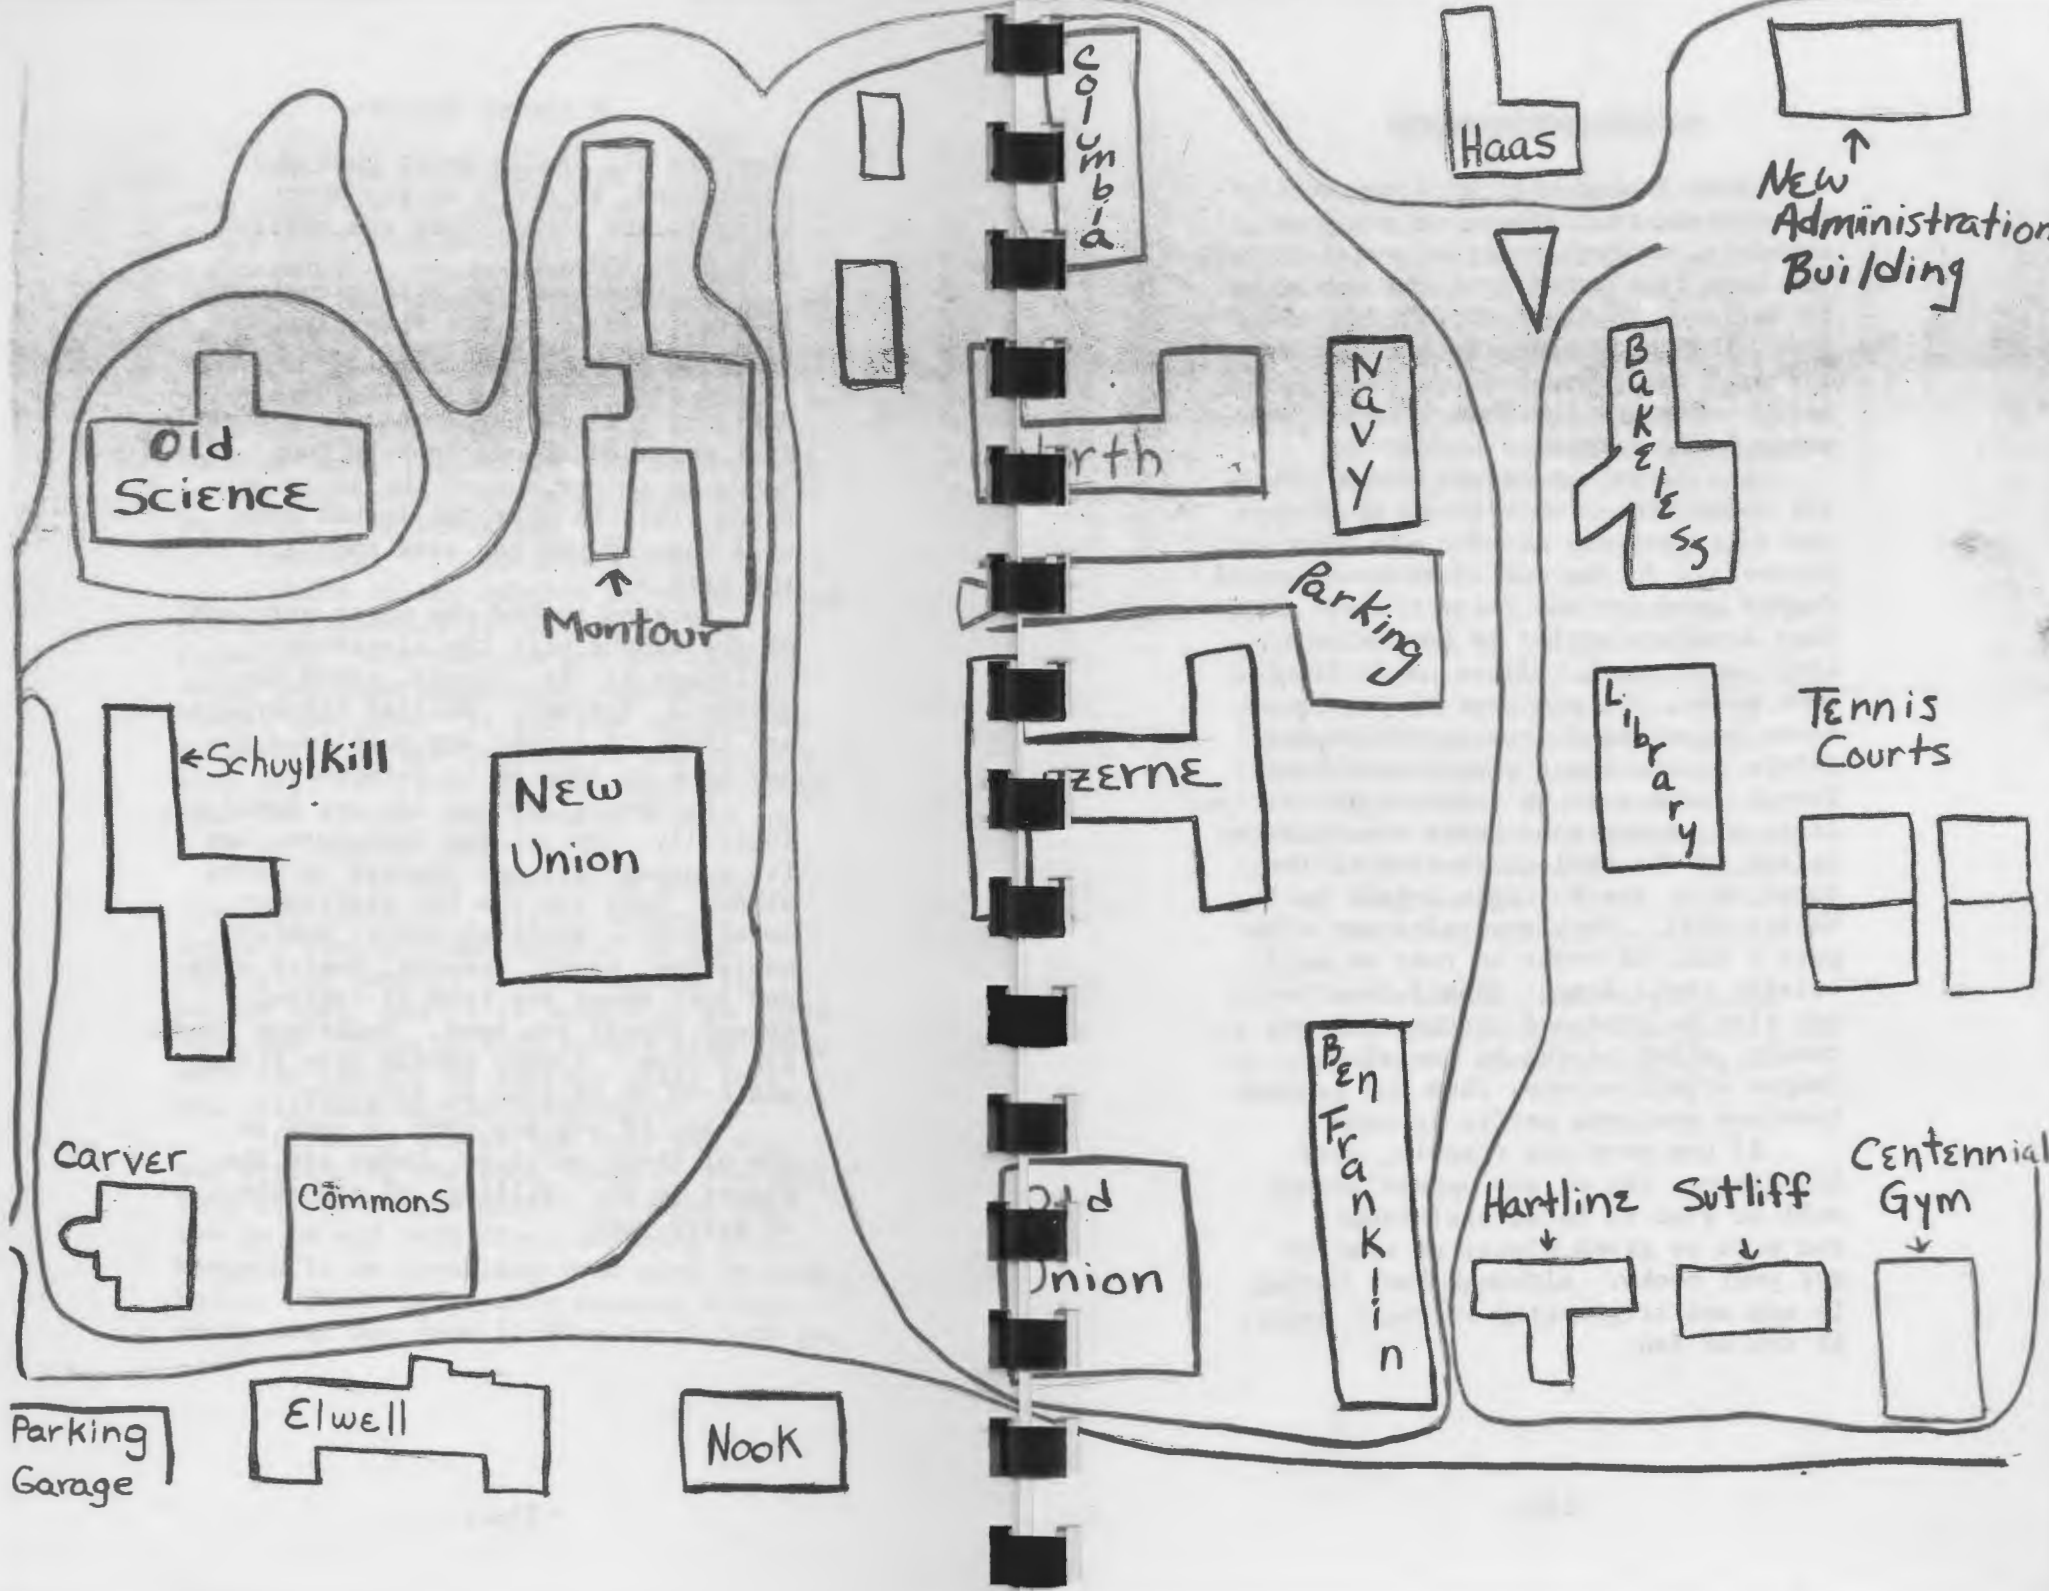 Columbia
Haas
New
Administration
Building
Old
Science
Montour
rth
Navy
Bakeless
Parking
Schuylkill
New
Union
zerne
Library
Tennis
Courts
Carver
Commons
Old
Union
Ben Franklin
Hartline
Sutliff
Centennial
Gym
Parking
Garage
Elwell
Nook